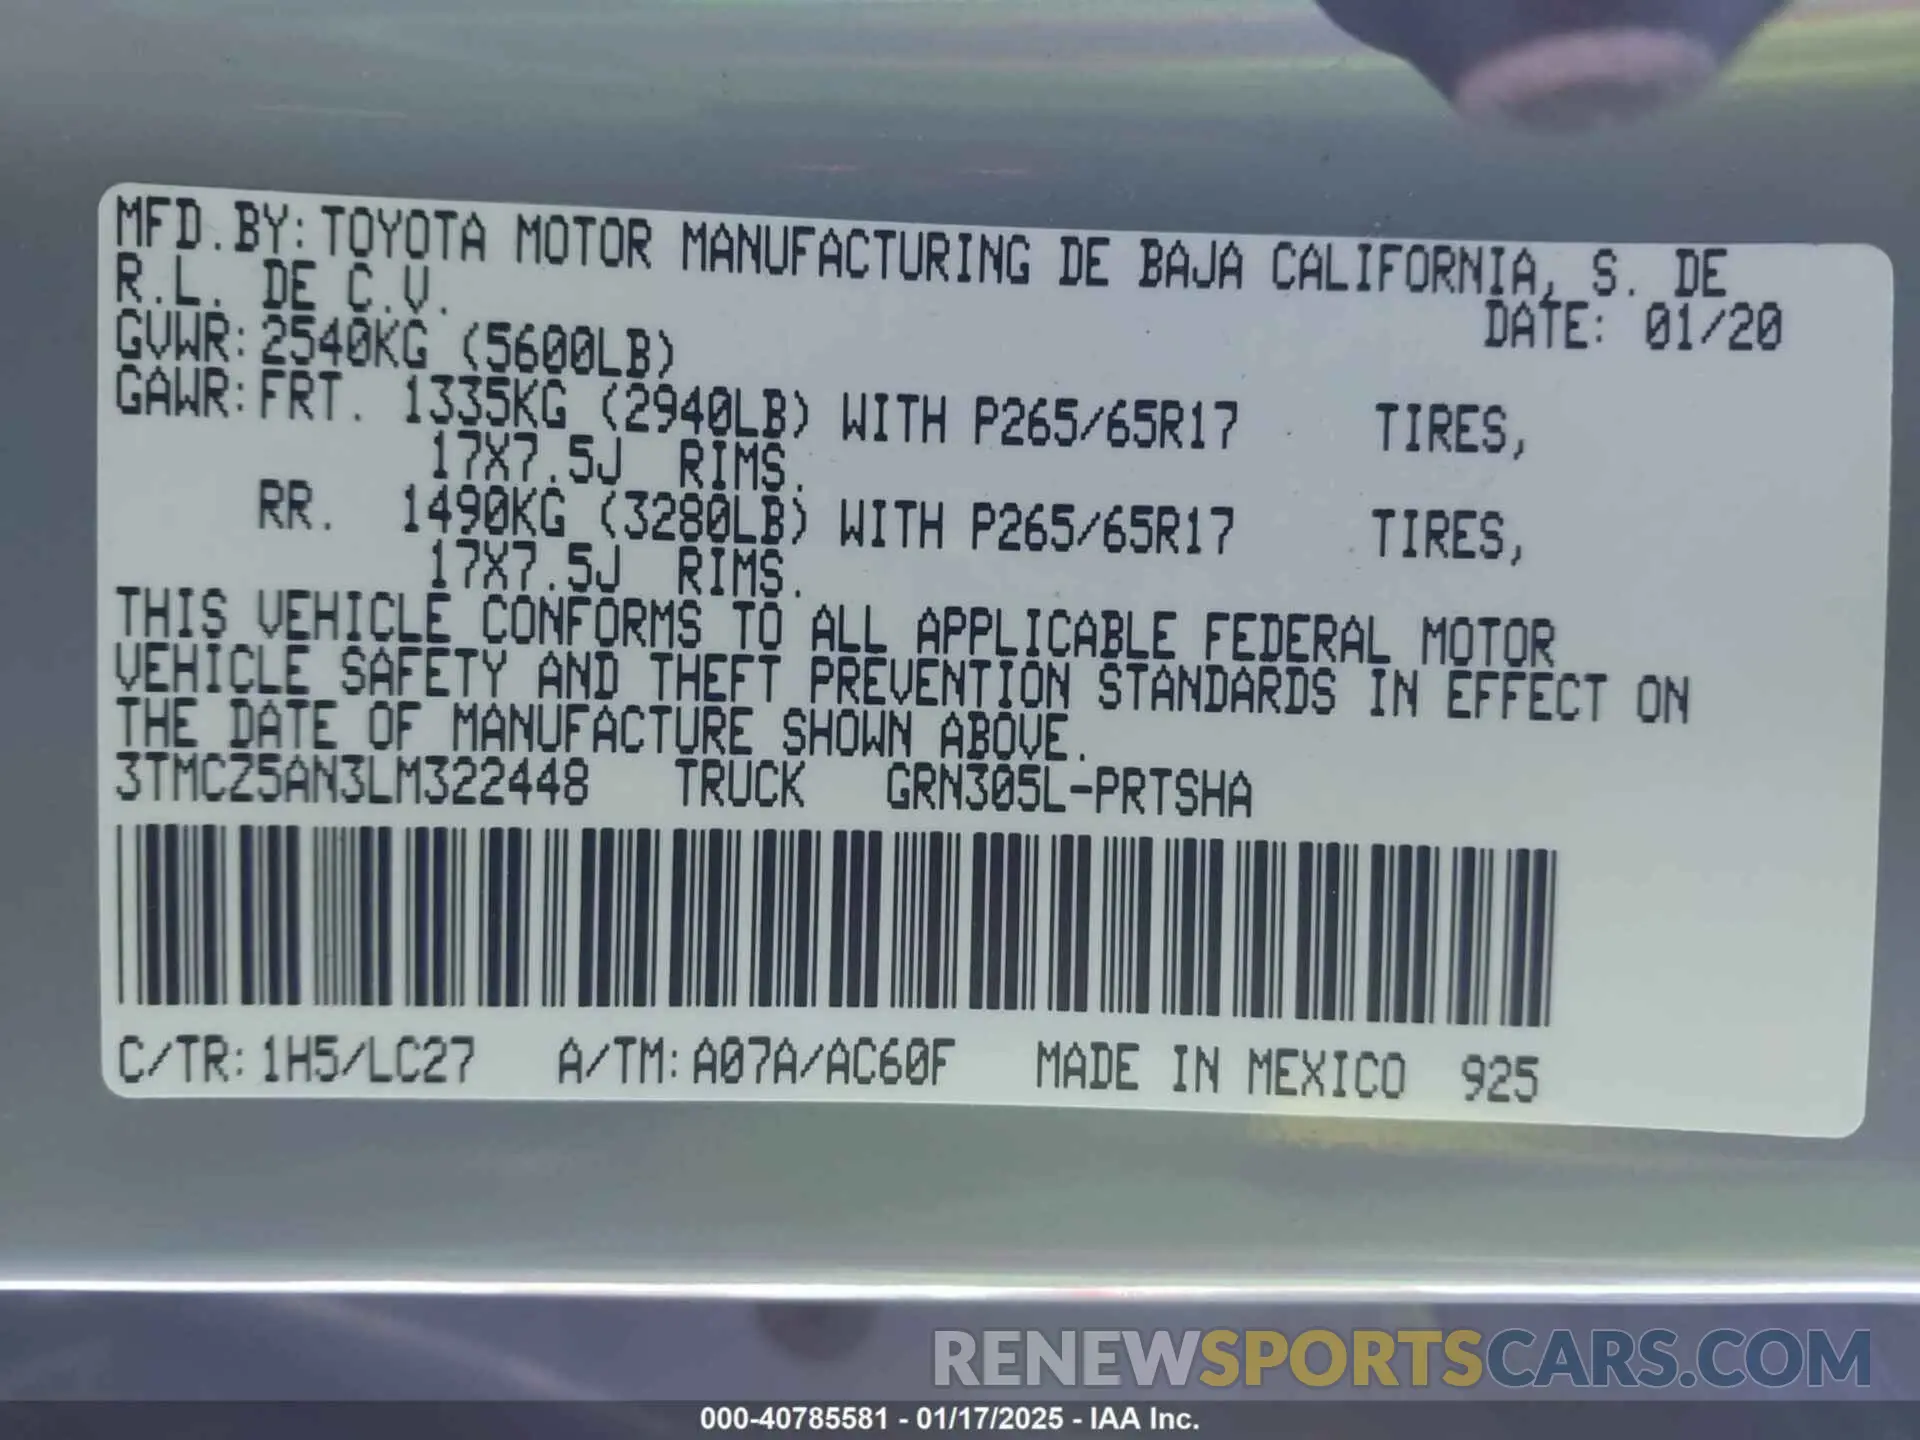 MFD.BY: TOYOTA MOTOR MANUFACTURING DE BAJA CALIFORNIA, S. DE
R.L. DE C.V.
DATE: 01/20
GVWR: 2540KG (5600LB)
GAWR: FRT. 1335KG (2940LB) WITH P265/65R17 TIRES,
17X7.5J RIMS.
RR. 1490KG (3280LB) WITH P265/65R17 TIRES,
17X7.5J RIMS.
THIS VEHICLE CONFORMS TO ALL APPLICABLE FEDERAL MOTOR
VEHICLE SAFETY AND THEFT PREVENTION STANDARDS IN EFFECT ON
THE DATE OF MANUFACTURE SHOWN ABOVE.
3TMCZ5AN3LM322448 TRUCK GRN305L-PRTSHA
C/TR: 1H5/LC27 A/TM: A07A/AC60F MADE IN MEXICO 925
RENEWSPORTSCARS.COM
000-40785581 - 01/17/2025 - IAA Inc.